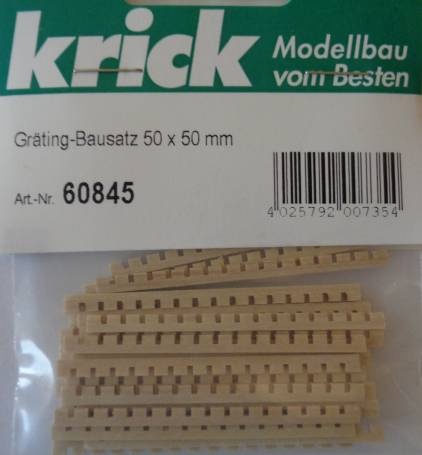 krick
Modellbau
vom Besten
Gräting-Bausatz 50 x 50 mm
Art.-Nr. 60845
4 025792 007354